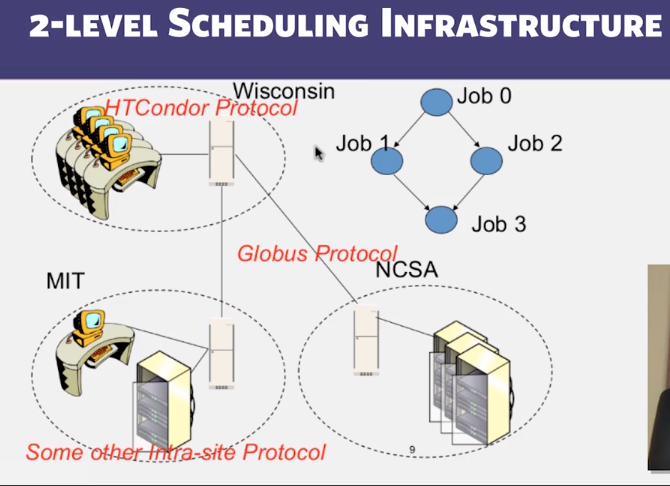 2-LEVEL SCHEDULING INFRASTRUCTURE
Wisconsin
HTCondor Protocol
Job 0
Job 1
Job 2
Job 3
Globus Protocol
NCSA
MIT
Some other Intra-site Protocol
9